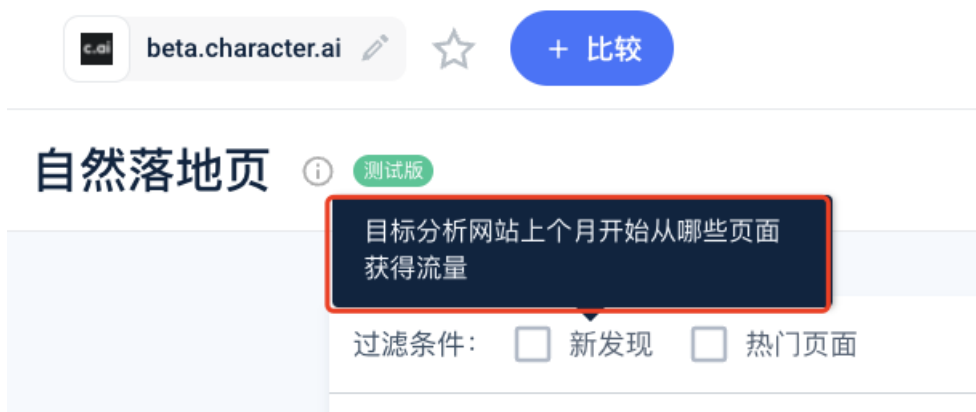 c.ai
beta.character.ai
+ 比较
自然落地页
测试版
目标分析网站上个月开始从哪些页面
获得流量
过滤条件：
新发现
热门页面